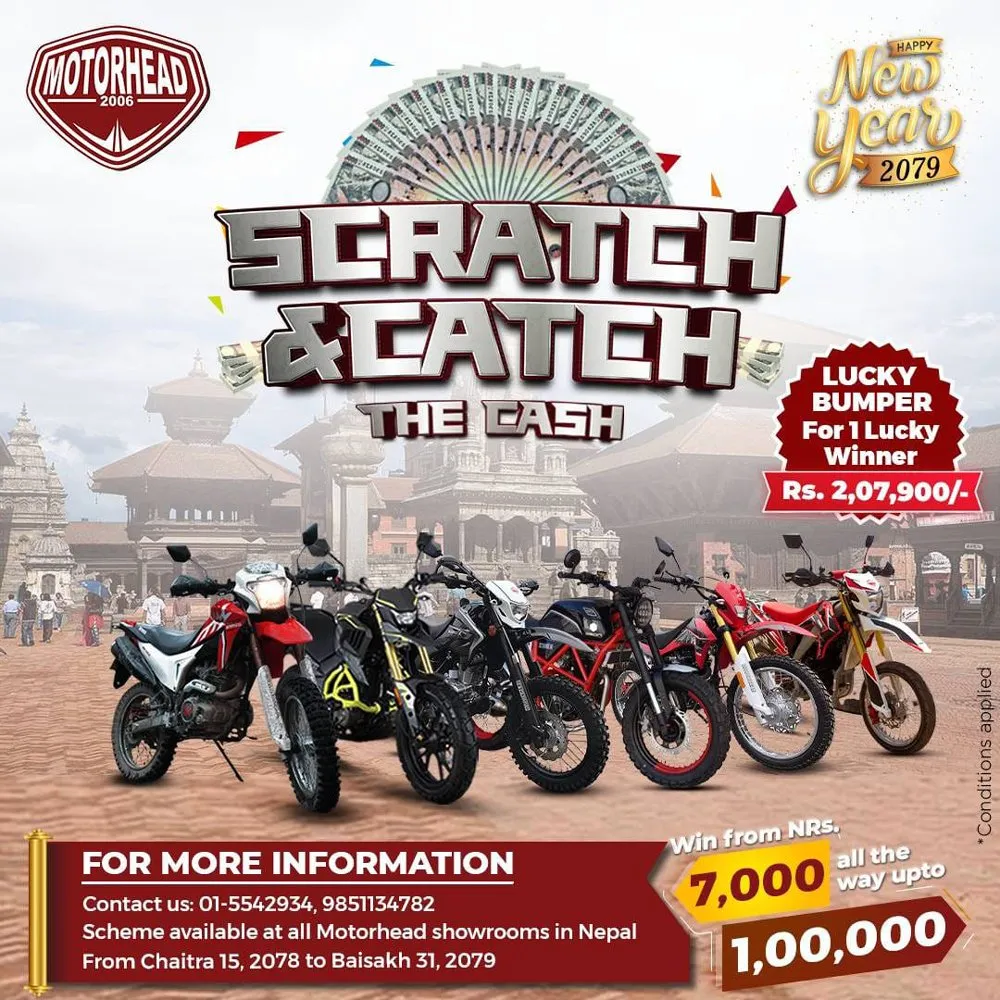 MOTORHEAD
2006
HAPPY
New
Year
2079
SCRATCH
&CATCH
THE CASH
LUCKY
BUMPER
For 1 Lucky
Winner
Rs. 2,07,900/-
*Conditions applied
FOR MORE INFORMATION
Contact us: 01-5542934, 9851134782
Scheme available at all Motorhead showrooms in Nepal
From Chaitra 15, 2078 to Baisakh 31, 2079
Win from NRs.
7,000 all the
way upto
1,00,000